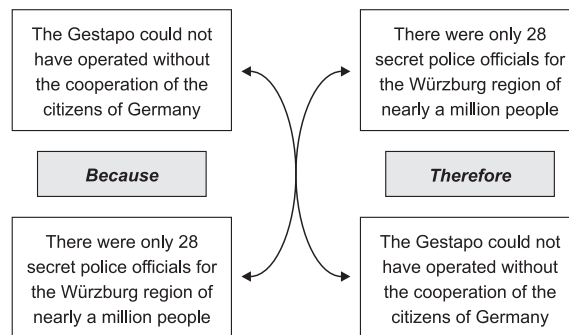 The Gestapo could not
have operated without
the cooperation of the
citizens of Germany
Because
There were only 28
secret police officials for
the Würzburg region of
nearly a million people
There were only 28
secret police officials for
the Würzburg region of
nearly a million people
Therefore
The Gestapo could not
have operated without
the cooperation of the
citizens of Germany